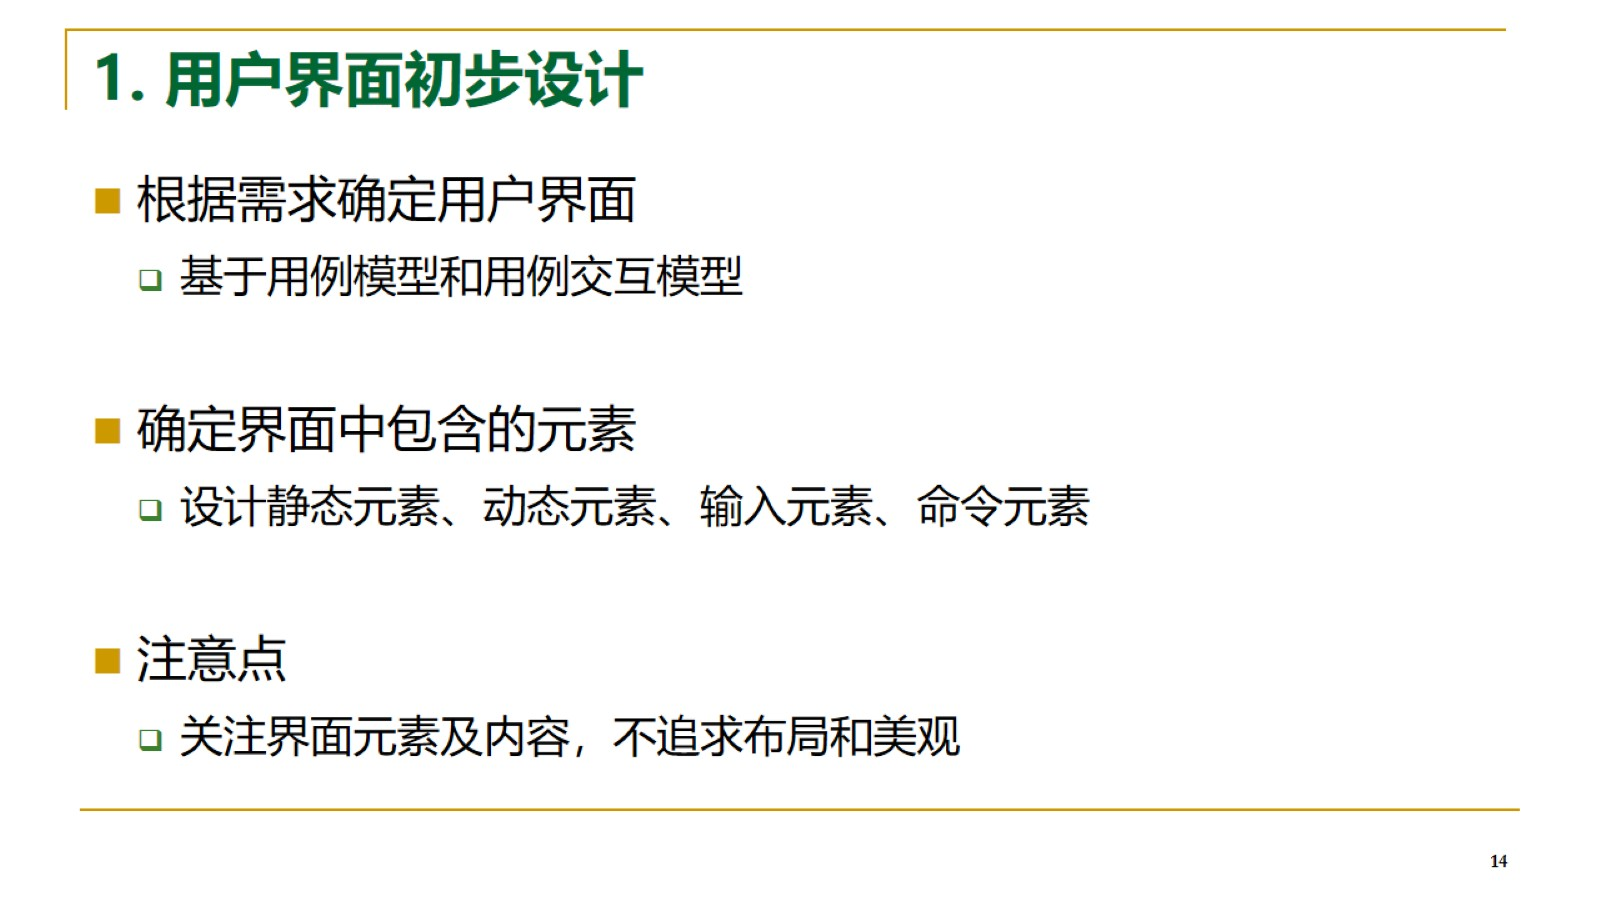 1. 用户界面初步设计
根据需求确定用户界面
基于用例模型和用例交互模型
确定界面中包含的元素
设计静态元素、动态元素、输入元素、命令元素
注意点
关注界面元素及内容，不追求布局和美观
14